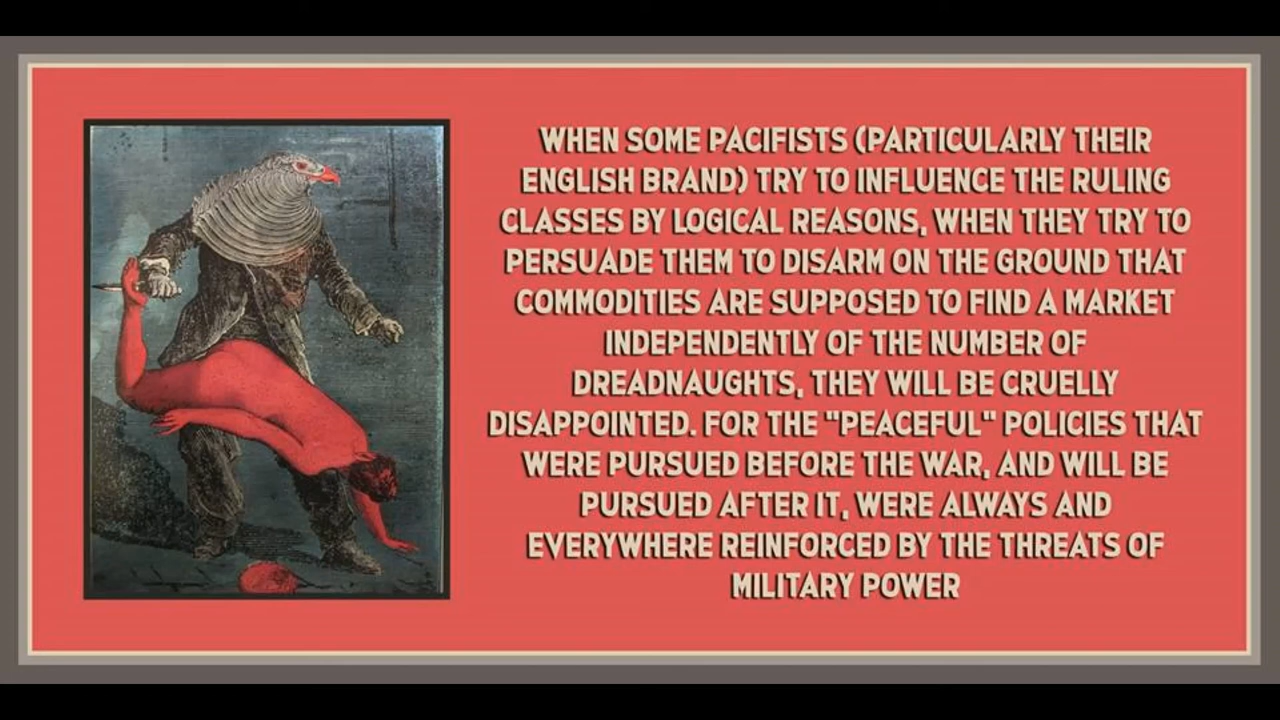 WHEN SOME PACIFISTS (PARTICULARLY THEIR
ENGLISH BRAND) TRY TO INFLUENCE THE RULING
CLASSES BY LOGICAL REASONS, WHEN THEY TRY TO
PERSUADE THEM TO DISARM ON THE GROUND THAT
COMMODITIES ARE SUPPOSED TO FIND A MARKET
INDEPENDENTLY OF THE NUMBER OF
DREADNAUGHTS, THEY WILL BE CRUELLY
DISAPPOINTED. FOR THE "PEACEFUL" POLICIES THAT
WERE PURSUED BEFORE THE WAR, AND WILL BE
PURSUED AFTER IT, WERE ALWAYS AND
EVERYWHERE REINFORCED BY THE THREATS OF
MILITARY POWER